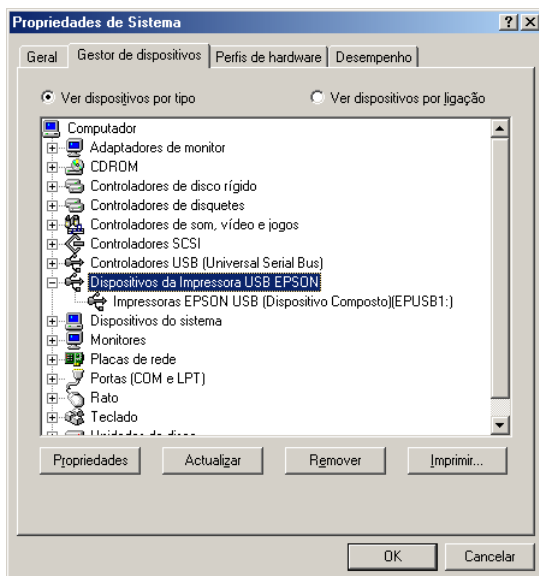 Propriedades de Sistema
Geral Gestor de dispositivos Perfis de hardware Desempenho
Ver dispositivos por tipo Ver dispositivos por ligação
Computador
Adaptadores de monitor
CDROM
Controladores de disco rígido
Controladores de disquetes
Controladores de som, vídeo e jogos
Controladores SCSI
Controladores USB (Universal Serial Bus)
Dispositivos da Impressora USB EPSON
Impressoras EPSON USB (Dispositivo Composto)(EPUSB1:)
Dispositivos do sistema
Monitores
Placas de rede
Portas (COM e LPT)
Rato
Teclado
Unidades de disco
Propriedades Actualizar Remover Imprimir...
OK Cancelar